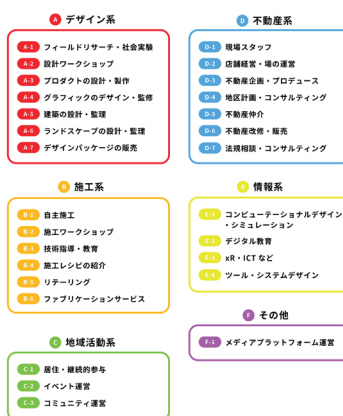 A デザイン系
A-1 フィールドリサーチ・社会実験
A-2 設計ワークショップ
A-3 プロダクトの設計・製作
A-4 グラフィックのデザイン・監修
A-5 建築の設計・監理
A-6 ランドスケープの設計・監理
A-7 デザインパッケージの販売
B 施工系
B-1 自主施工
B-2 施工ワークショップ
B-3 技術指導・教育
B-4 施工レシピの紹介
B-5 リテーリング
B-6 ファブリケーションサービス
C 地域活動系
C-1 居住・継続的参与
C-2 イベント運営
C-3 コミュニティ運営
D 不動産系
D-1 現場スタッフ
D-2 店舗経営・場の運営
D-3 不動産企画・プロデュース
D-4 地区計画・コンサルティング
D-5 不動産仲介
D-6 不動産改修・販売
D-7 法規相談・コンサルティング
E 情報系
E-1 コンピューテーショナルデザイン
・シミュレーション
E-2 デジタル教育
E-3 xR・ICT など
E-4 ツール・システムデザイン
F その他
F-1 メディアプラットフォーム運営